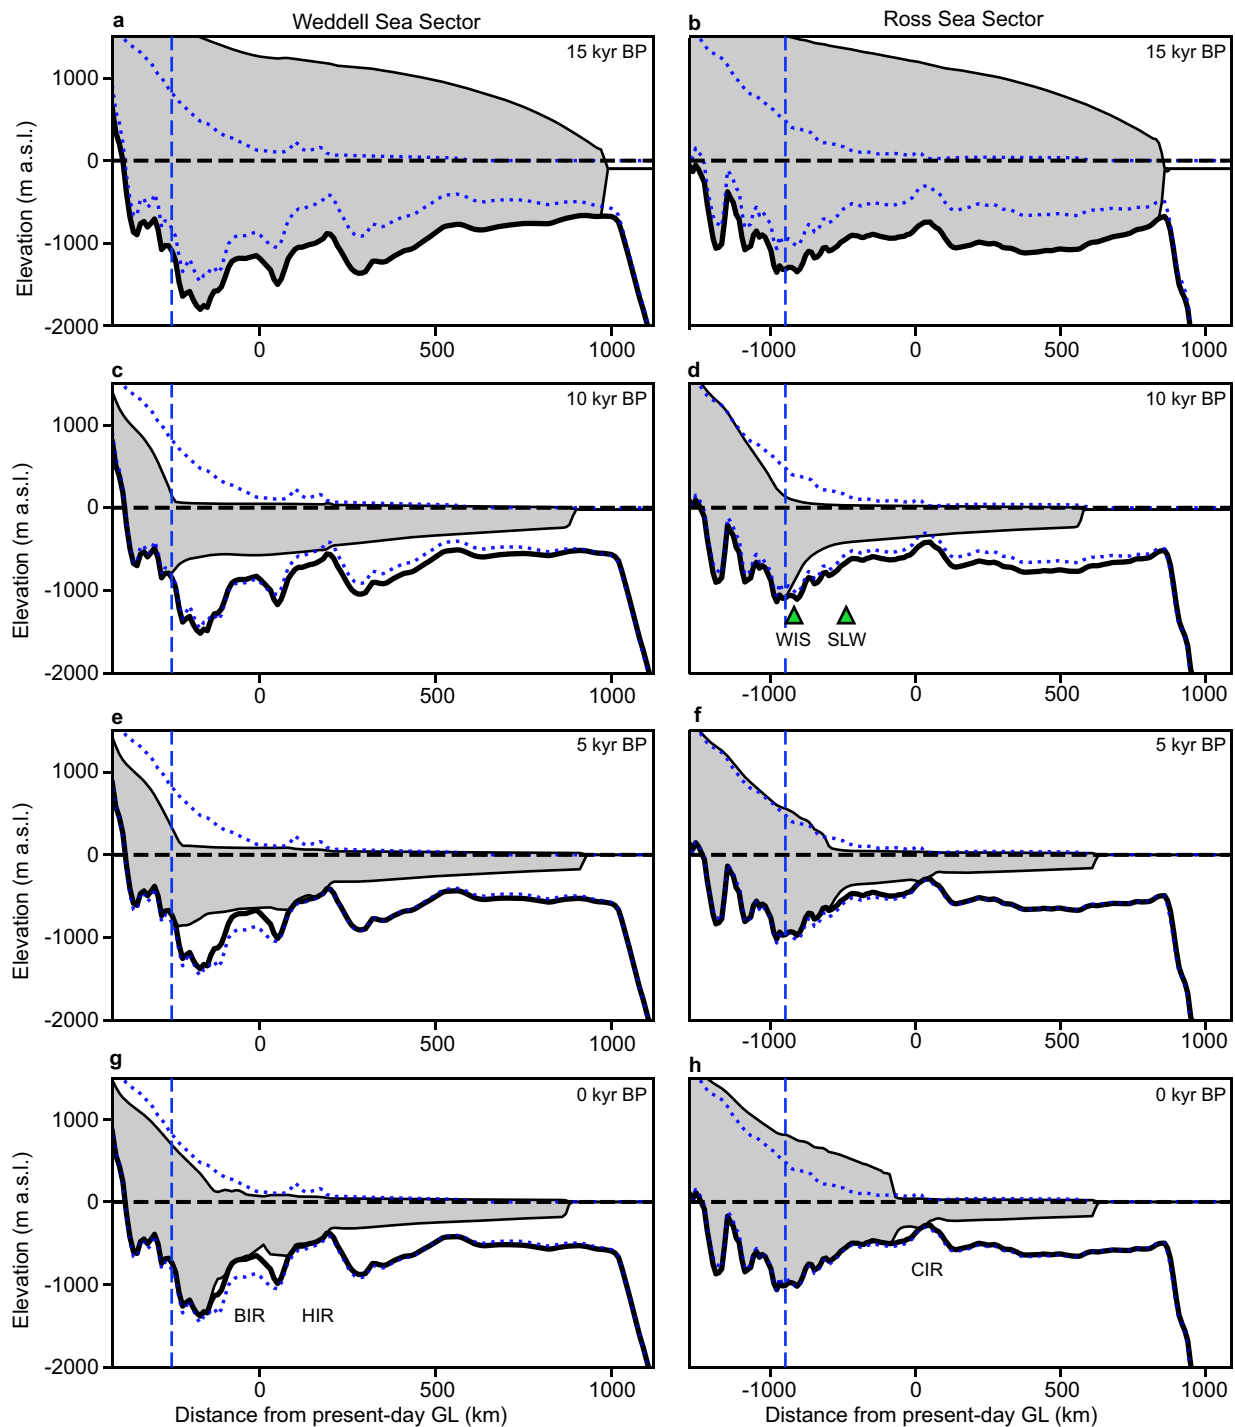 Weddell Sea Sector
Ross Sea Sector
a
15 kyr BP
b
15 kyr BP
Elevation (m a.s.l.)
1000
0
-1000
-2000
0
500
1000
-1000
0
500
1000
c
10 kyr BP
d
10 kyr BP
Elevation (m a.s.l.)
1000
0
-1000
-2000
WIS
SLW
0
500
1000
-1000
0
500
1000
e
5 kyr BP
f
5 kyr BP
Elevation (m a.s.l.)
1000
0
-1000
-2000
0
500
1000
-1000
0
500
1000
g
0 kyr BP
h
0 kyr BP
Elevation (m a.s.l.)
1000
0
-1000
-2000
BIR
HIR
CIR
0
500
1000
-1000
0
500
1000
Distance from present-day GL (km)
Distance from present-day GL (km)